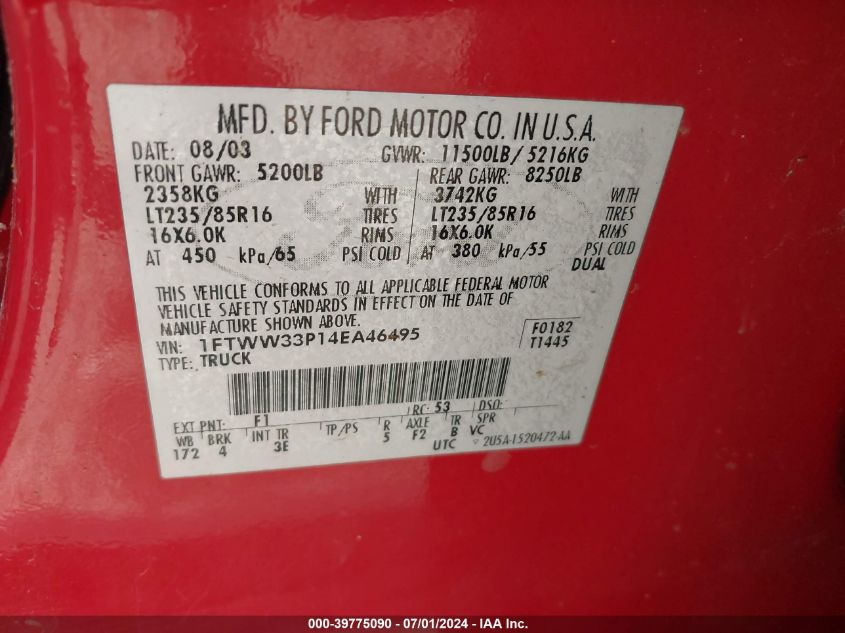 MFD. BY FORD MOTOR CO. IN U.S.A.
DATE: 08/03 GVWR: 11500LB/ 5216KG
FRONT GAWR: 5200LB REAR GAWR: 8250LB
2358KG WITH 3742KG WITH
LT235/85R16 TIRES LT235/85R16 TIRES
16X6.0K RIMS 16X6.0K RIMS
AT 450 kPa/65 PSI COLD AT 380 kPa/55 PSI COLD
DUAL
THIS VEHICLE CONFORMS TO ALL APPLICABLE FEDERAL MOTOR
VEHICLE SAFETY STANDARDS IN EFFECT ON THE DATE OF
MANUFACTURE SHOWN ABOVE.
VIN: 1FTWW33P14EA46495 F0182
TYPE: TRUCK T1445
EXT PNT: F1 RC: 53 DSO:
WB BRK INT TR TP/PS R AXLE TR SPR
172 4 3E 5 F2 B VC
UTC 2U5A-1520472-AA
000-39775090 - 07/01/2024 - IAA Inc.